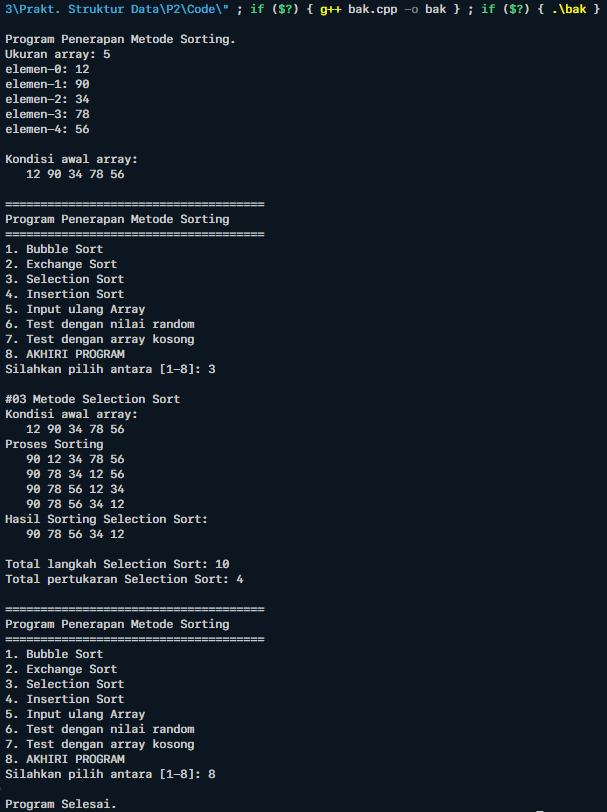 3\Prakt. Struktur Data\P2\Code\" ; if ($?) { g++ bak.cpp -o bak } ; if ($?) { .\bak }
Program Penerapan Metode Sorting.
Ukuran array: 5
elemen-0: 12
elemen-1: 90
elemen-2: 34
elemen-3: 78
elemen-4: 56
Kondisi awal array:
   12 90 34 78 56
=====================================
Program Penerapan Metode Sorting
=====================================
1. Bubble Sort
2. Exchange Sort
3. Selection Sort
4. Insertion Sort
5. Input ulang Array
6. Test dengan nilai random
7. Test dengan array kosong
8. AKHIRI PROGRAM
Silahkan pilih antara [1-8]: 3
#03 Metode Selection Sort
Kondisi awal array:
   12 90 34 78 56
Proses Sorting
   90 12 34 78 56
   90 78 34 12 56
   90 78 56 12 34
   90 78 56 34 12
Hasil Sorting Selection Sort:
   90 78 56 34 12
Total langkah Selection Sort: 10
Total pertukaran Selection Sort: 4
=====================================
Program Penerapan Metode Sorting
=====================================
1. Bubble Sort
2. Exchange Sort
3. Selection Sort
4. Insertion Sort
5. Input ulang Array
6. Test dengan nilai random
7. Test dengan array kosong
8. AKHIRI PROGRAM
Silahkan pilih antara [1-8]: 8
Program Selesai.